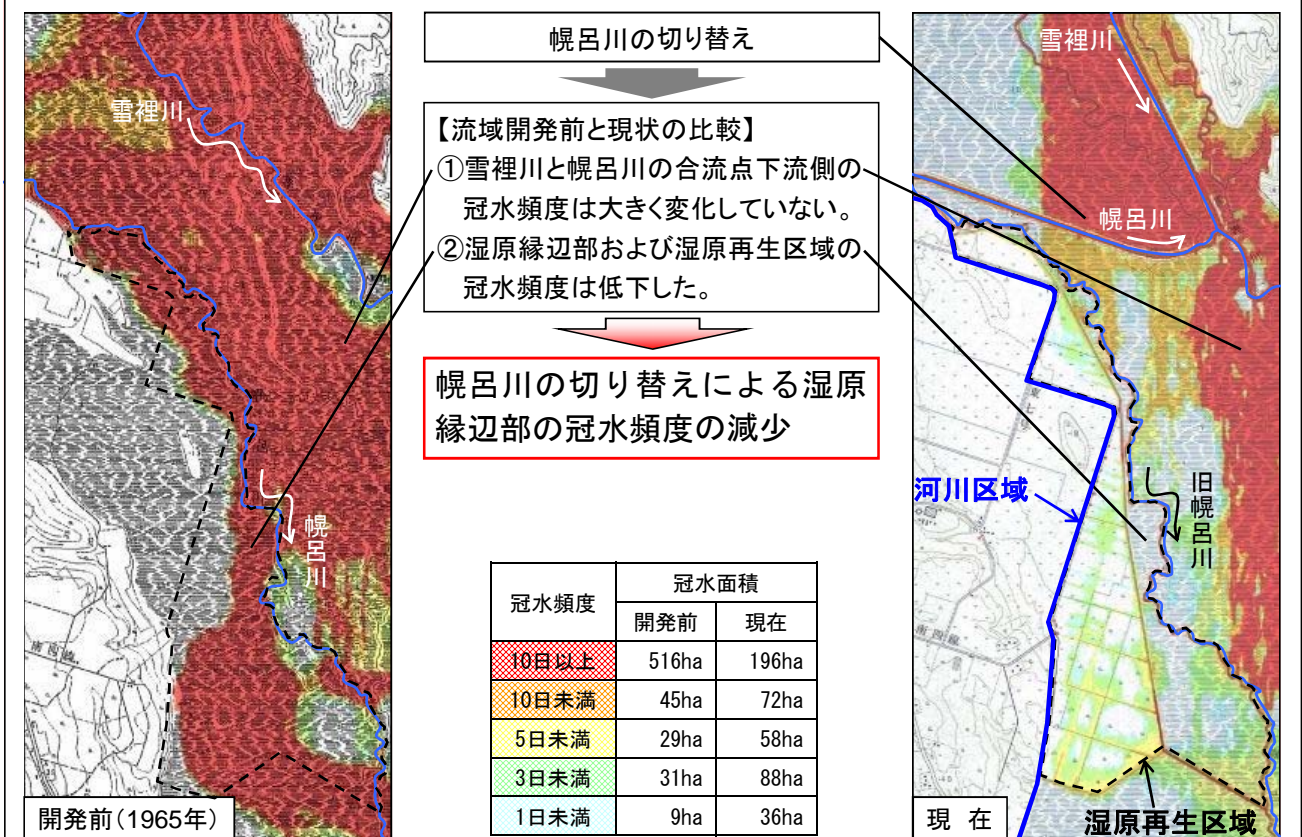 雪裡川
幌呂川
開発前(1965年)
幌呂川の切り替え
【流域開発前と現状の比較】
①雪裡川と幌呂川の合流点下流側の
冠水頻度は大きく変化していない。
②湿原縁辺部および湿原再生区域の
冠水頻度は低下した。
幌呂川の切り替えによる湿原
縁辺部の冠水頻度の減少
冠水頻度 冠水面積
開発前 現在
10日以上 516ha 196ha
10日未満 45ha 72ha
5日未満 29ha 58ha
3日未満 31ha 88ha
1日未満 9ha 36ha
雪裡川
幌呂川
河川区域
旧幌呂川
湿原再生区域
現 在